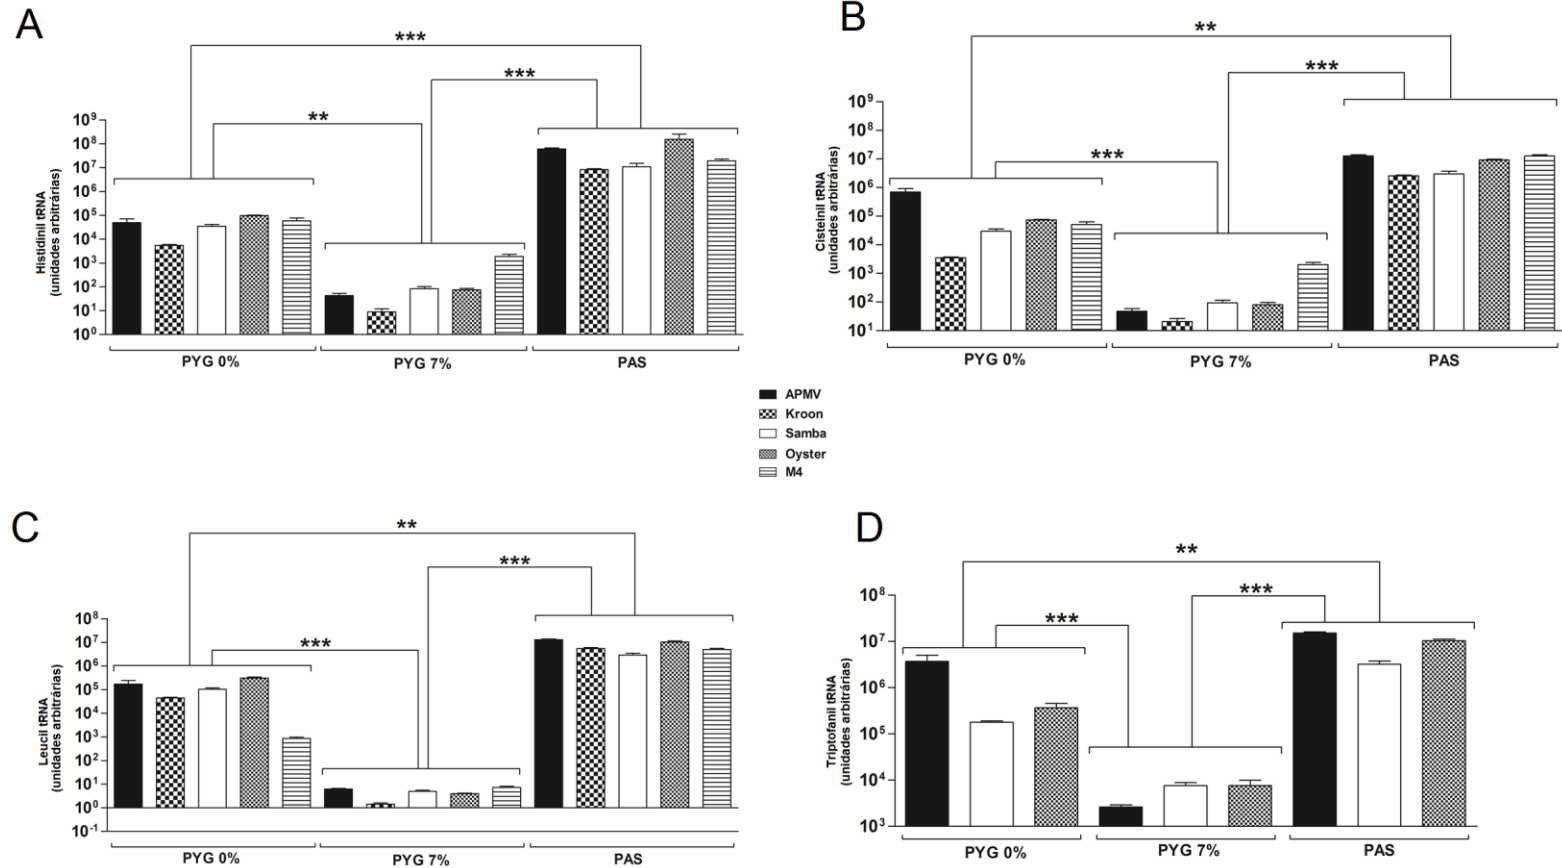 A
***
***
**
10⁹
10⁸
10⁷
10⁶
10⁵
10⁴
10³
10²
10¹
10⁰
Histidinil tRNA
(unidades arbitrárias)
PYG 0%
PYG 7%
PAS
B
**
***
***
10⁹
10⁸
10⁷
10⁶
10⁵
10⁴
10³
10²
10¹
Cisteinil tRNA
(unidades arbitrárias)
PYG 0%
PYG 7%
PAS
APMV
Kroon
Samba
Oyster
M4
C
**
***
***
10⁸
10⁷
10⁶
10⁵
10⁴
10³
10²
10¹
10⁰
10⁻¹
Leucil tRNA
(unidades arbitrárias)
PYG 0%
PYG 7%
PAS
D
**
***
***
10⁸
10⁷
10⁶
10⁵
10⁴
10³
Triptofanil tRNA
(unidades arbitrárias)
PYG 0%
PYG 7%
PAS